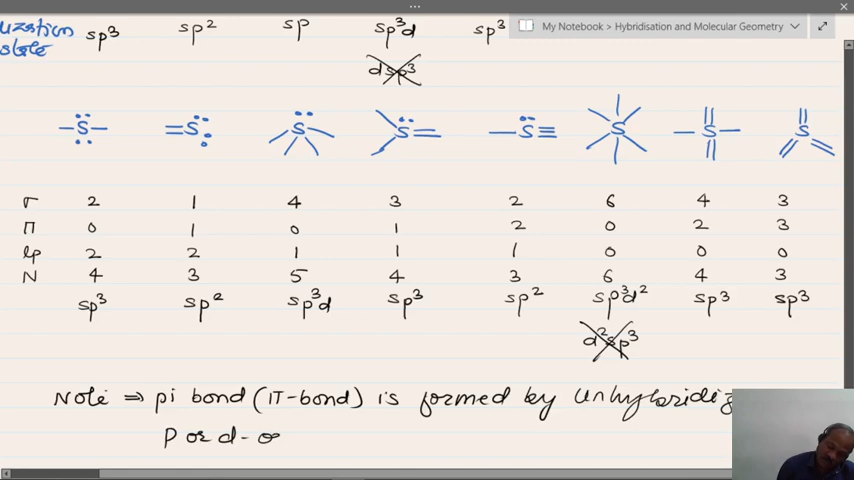 ...
My Notebook > Hybridisation and Molecular Geometry
state sp³ sp² sp sp³d sp³
dsp³
S S S S S S S S
σ 2 1 4 3 2 6 4 3
π 0 1 0 1 2 0 2 3
lp 2 2 1 1 1 0 0 0
N 4 3 5 4 3 6 4 3
sp³ sp² sp³d sp³ sp² sp³d² sp³ sp³
d²sp³
Note ⇒ pi bond (π-bond) is formed by
P or d-